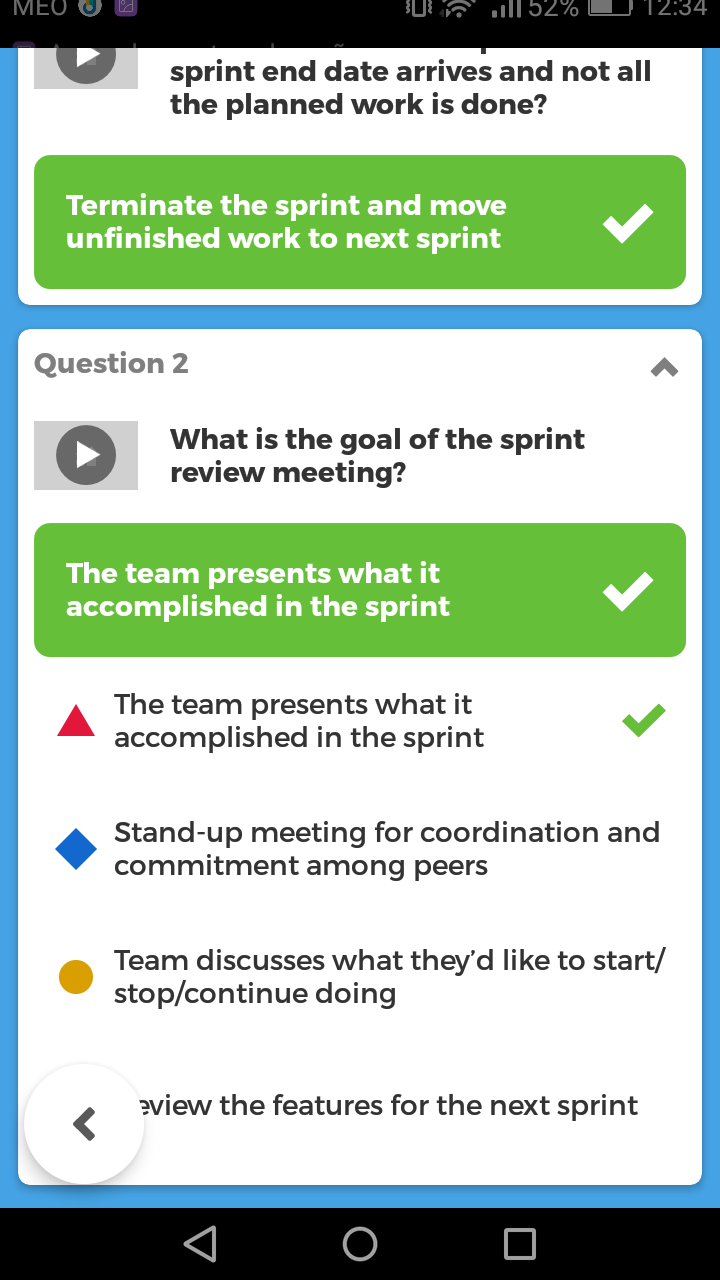 MEO 52% 12:34
sprint end date arrives and not all
the planned work is done?
Terminate the sprint and move
unfinished work to next sprint
Question 2
What is the goal of the sprint
review meeting?
The team presents what it
accomplished in the sprint
The team presents what it
accomplished in the sprint
Stand-up meeting for coordination and
commitment among peers
Team discusses what they’d like to start/
stop/continue doing
eview the features for the next sprint